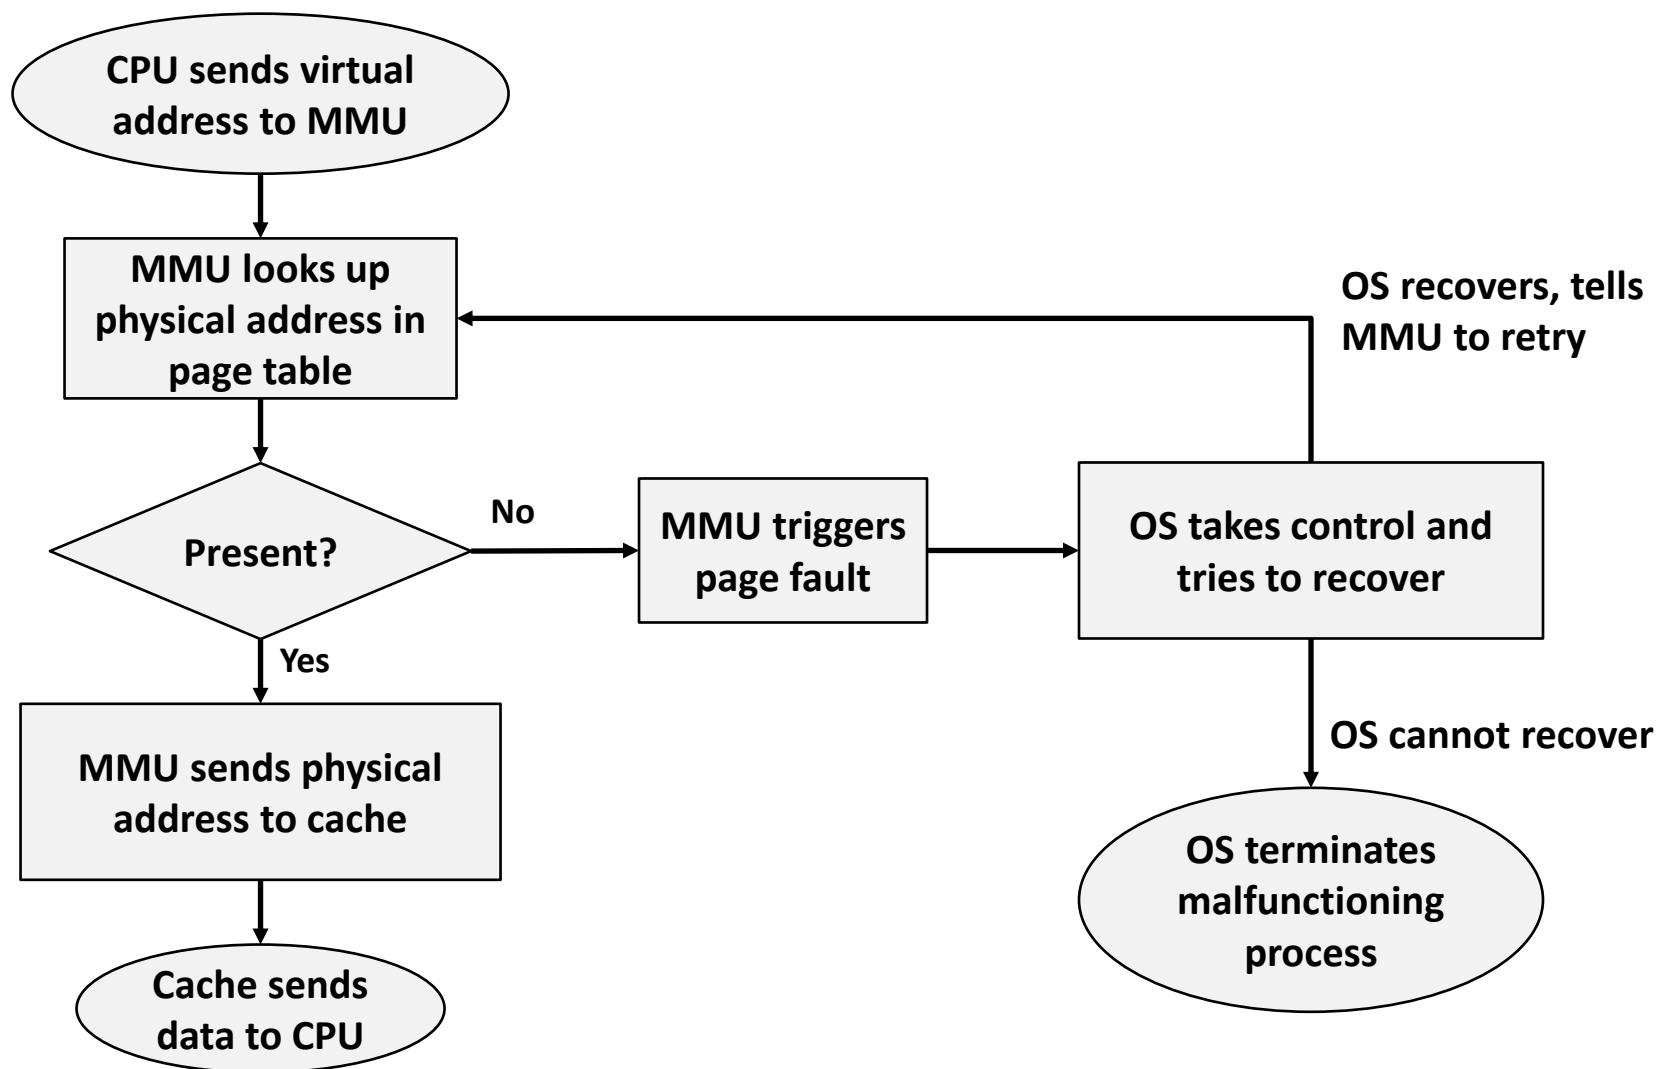 CPU sends virtual
address to MMU
MMU looks up
physical address in
page table
OS recovers, tells
MMU to retry
Present?
No
MMU triggers
page fault
OS takes control and
tries to recover
Yes
MMU sends physical
address to cache
OS cannot recover
OS terminates
malfunctioning
process
Cache sends
data to CPU